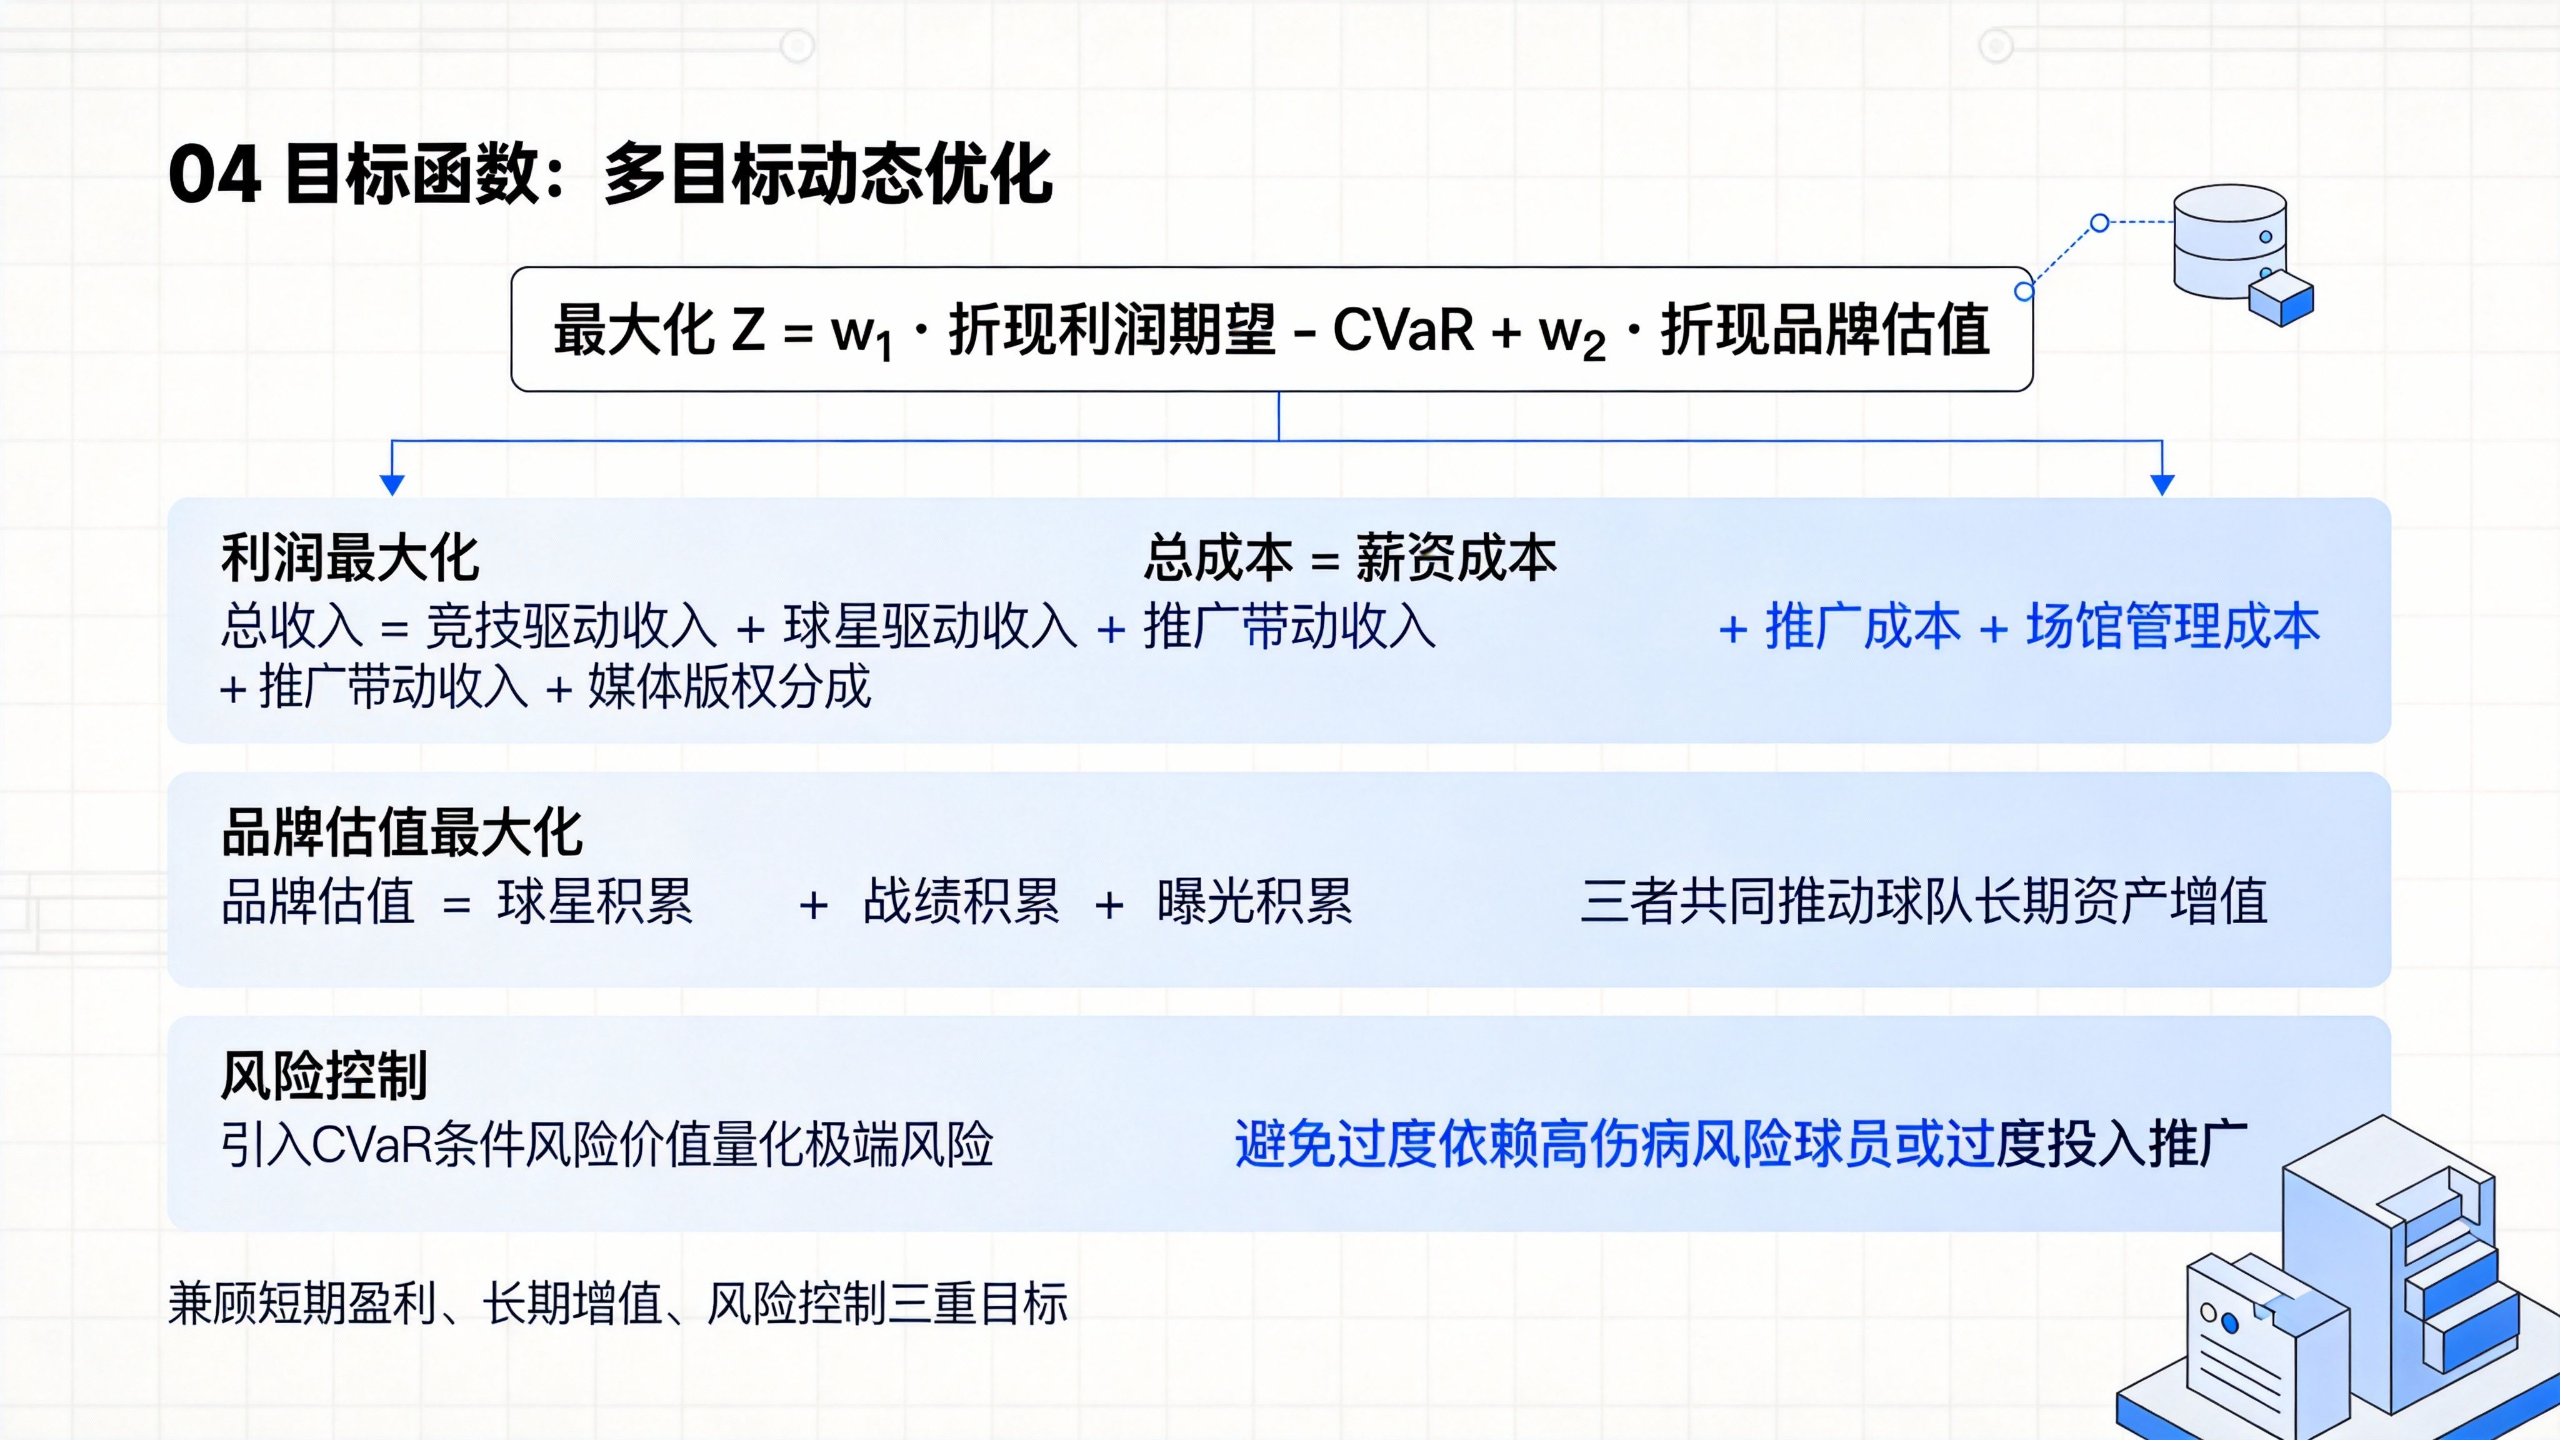 04 目标函数：多目标动态优化
最大化 Z = w₁ · 折现利润期望 - CVaR + w₂ · 折现品牌估值
利润最大化
总成本 = 薪资成本
总收入 = 竞技驱动收入 + 球星驱动收入 + 推广带动收入
+ 推广成本 + 场馆管理成本
+ 推广带动收入 + 媒体版权分成
品牌估值最大化
品牌估值 = 球星积累 + 战绩积累 + 曝光积累
三者共同推动球队长期资产增值
风险控制
引入CVaR条件风险价值量化极端风险
避免过度依赖高伤病风险球员或过度投入推广
兼顾短期盈利、长期增值、风险控制三重目标